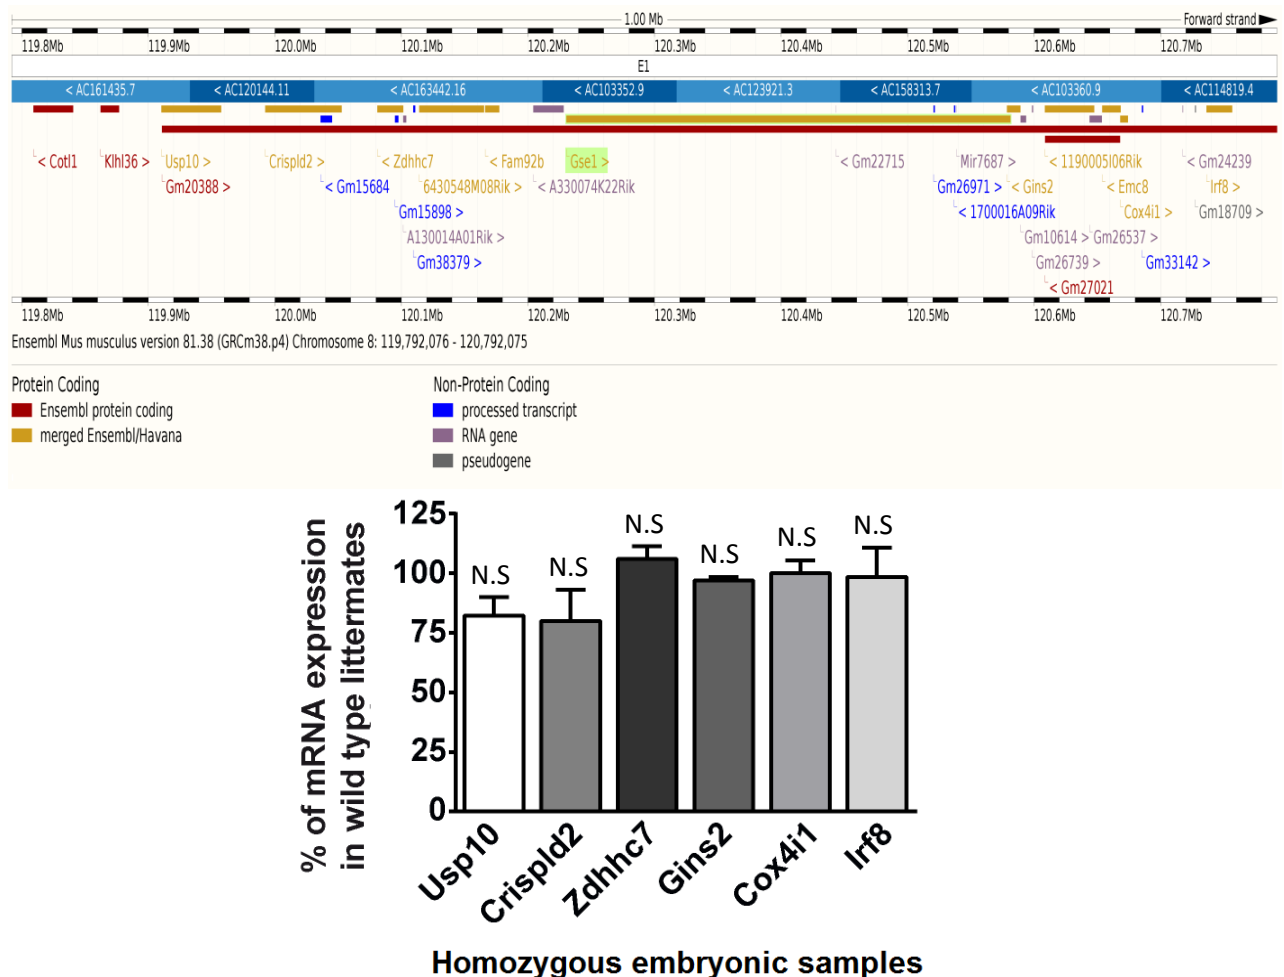 1.00 Mb Forward strand
119.8Mb 119.9Mb 120.0Mb 120.1Mb 120.2Mb 120.3Mb 120.4Mb 120.5Mb 120.6Mb 120.7Mb
E1
< AC161435.7 < AC120144.11 < AC163442.16 < AC103352.9 < AC123921.3 < AC158313.7 < AC103360.9 < AC114819.4
< Cotl1 Klhl36 > Usp10 > Crispld2 > < Zdhhc7 < Fam92b Gse1 > < Gm22715 Mir7687 > < 1190005I06Rik < Gm24239
Gm20388 > < Gm15684 6430548M08Rik > < A330074K22Rik Gm26971 > < Gins2 < Emc8 Irf8 >
Gm15898 > < 1700016A09Rik Cox4i1 > Gm18709 >
A130014A01Rik > Gm10614 > Gm26537 >
Gm38379 > Gm26739 > Gm33142 >
< Gm27021
119.8Mb 119.9Mb 120.0Mb 120.1Mb 120.2Mb 120.3Mb 120.4Mb 120.5Mb 120.6Mb 120.7Mb
Ensembl Mus musculus version 81.38 (GRCm38.p4) Chromosome 8: 119,792,076 - 120,792,075
Protein Coding
Ensembl protein coding
merged Ensembl/Havana
Non-Protein Coding
processed transcript
RNA gene
pseudogene
% of mRNA expression
in wild type littermates
125
100
75
50
25
0
N.S N.S N.S N.S N.S N.S
Usp10 Crispld2 Zdhhc7 Gins2 Cox4i1 Irf8
Homozygous embryonic samples